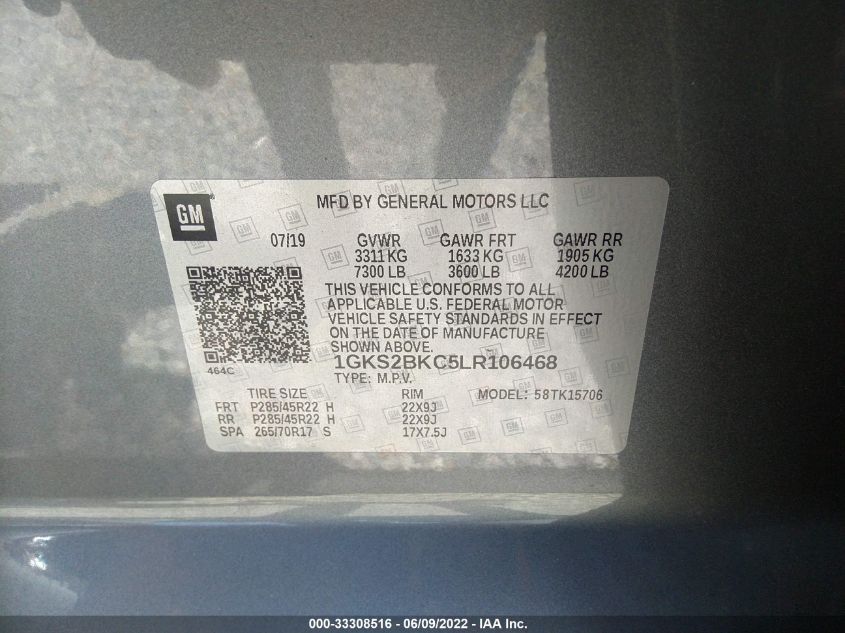 GM
MFD BY GENERAL MOTORS LLC
07/19 GVWR GAWR FRT GAWR RR
3311 KG 1633 KG 1905 KG
7300 LB 3600 LB 4200 LB
THIS VEHICLE CONFORMS TO ALL
APPLICABLE U.S. FEDERAL MOTOR
VEHICLE SAFETY STANDARDS IN EFFECT
ON THE DATE OF MANUFACTURE
SHOWN ABOVE.
464C
1GKS2BKC5LR106468
TYPE: M.P.V.
TIRE SIZE RIM MODEL: 58TK15706
FRT P285/45R22 H 22X9J
RR P285/45R22 H 22X9J
SPA 265/70R17 S 17X7.5J
000-33308516 - 06/09/2022 - IAA Inc.